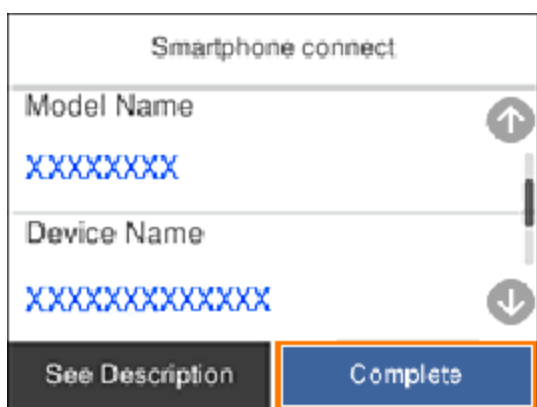 Smartphone connect
Model Name
XXXXXXXX
Device Name
XXXXXXXXXXXXX
See Description
Complete